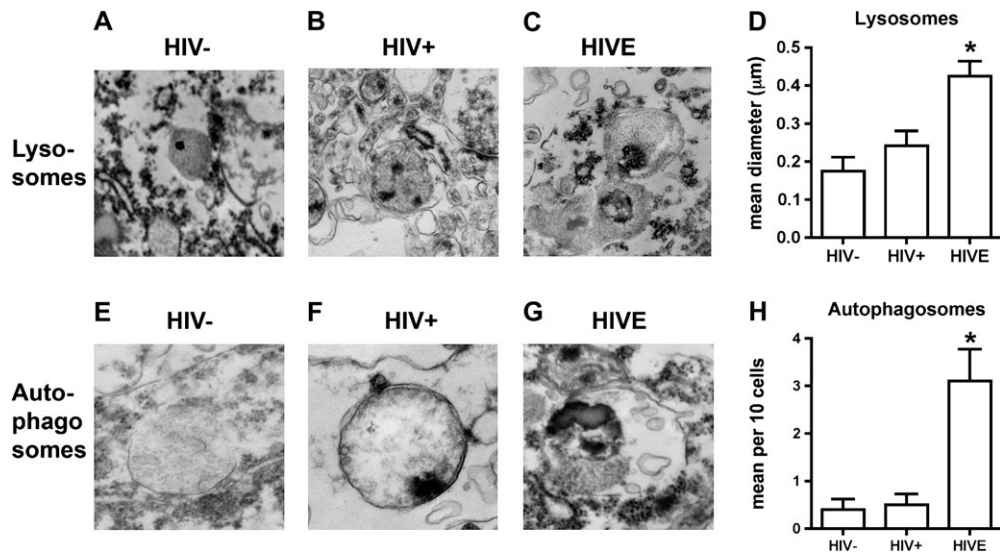 A
HIV-
B
HIV+
C
HIVE
D
Lysosomes
Lyso-
somes
mean diameter (μm)
0.5
0.4
0.3
0.2
0.1
0.0
*
HIV-
HIV+
HIVE
E
HIV-
F
HIV+
G
HIVE
H
Autophagosomes
Auto-
phago
somes
mean per 10 cells
4
3
2
1
0
*
HIV-
HIV+
HIVE